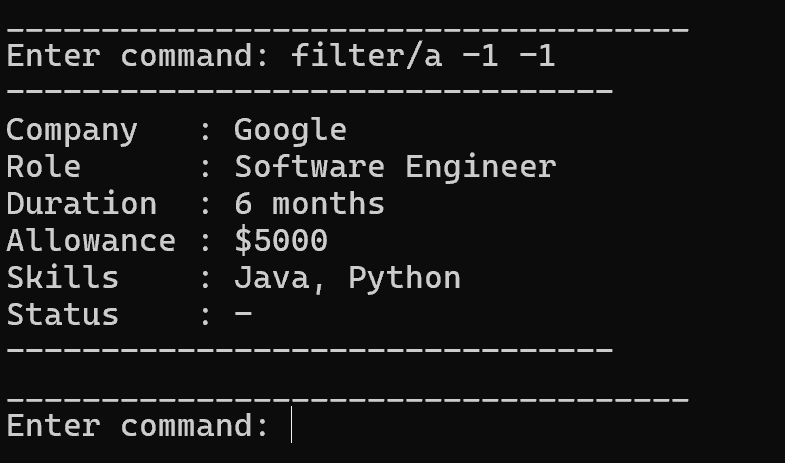 ____________________________________
Enter command: filter/a -1 -1
--------------------------------
Company   : Google
Role      : Software Engineer
Duration  : 6 months
Allowance : $5000
Skills    : Java, Python
Status    : -
--------------------------------
____________________________________
Enter command: